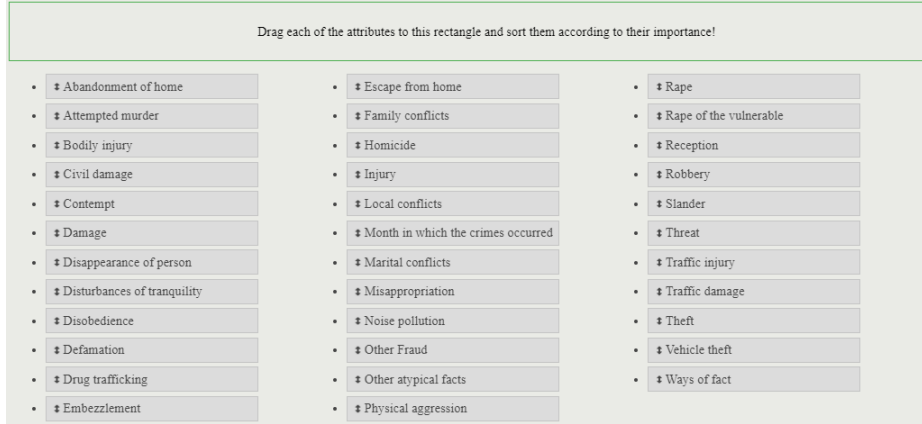 Drag each of the attributes to this rectangle and sort them according to their importance!
Abandonment of home
Attempted murder
Bodily injury
Civil damage
Contempt
Damage
Disappearance of person
Disturbances of tranquility
Disobedience
Defamation
Drug trafficking
Embezzlement
Escape from home
Family conflicts
Homicide
Injury
Local conflicts
Month in which the crimes occurred
Marital conflicts
Misappropriation
Noise pollution
Other Fraud
Other atypical facts
Physical aggression
Rape
Rape of the vulnerable
Reception
Robbery
Slander
Threat
Traffic injury
Traffic damage
Theft
Vehicle theft
Ways of fact